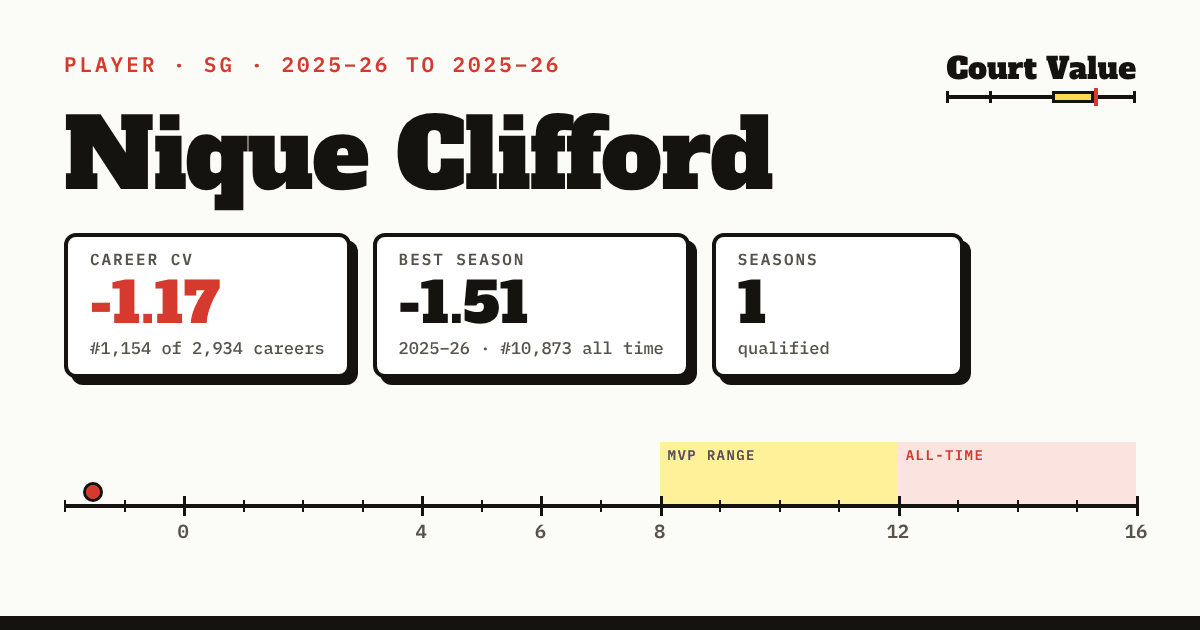 PLAYER · SG · 2025–26 TO 2025–26
Court Value
Nique Clifford
CAREER CV
-1.17
#1,154 of 2,934 careers
BEST SEASON
-1.51
2025–26 · #10,873 all time
SEASONS
1
qualified
MVP RANGE
ALL-TIME
0 4 6 8 12 16